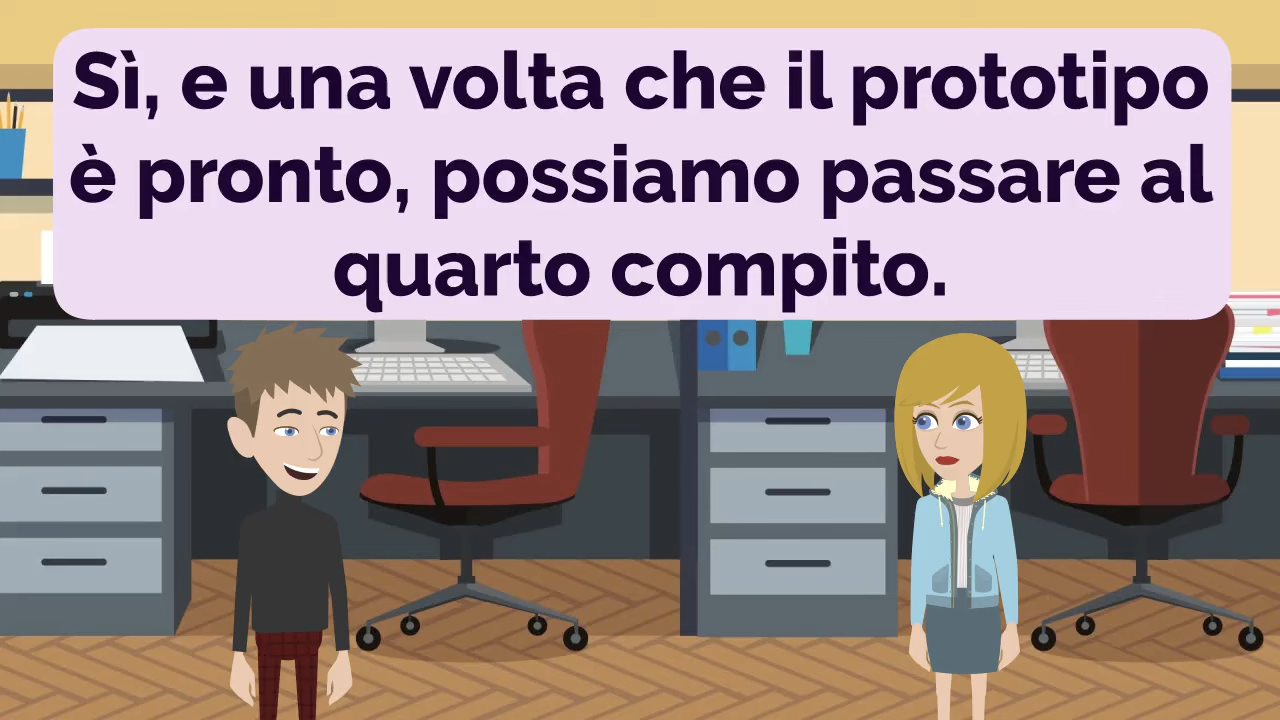 Sì, e una volta che il prototipo
è pronto, possiamo passare al
quarto compito.